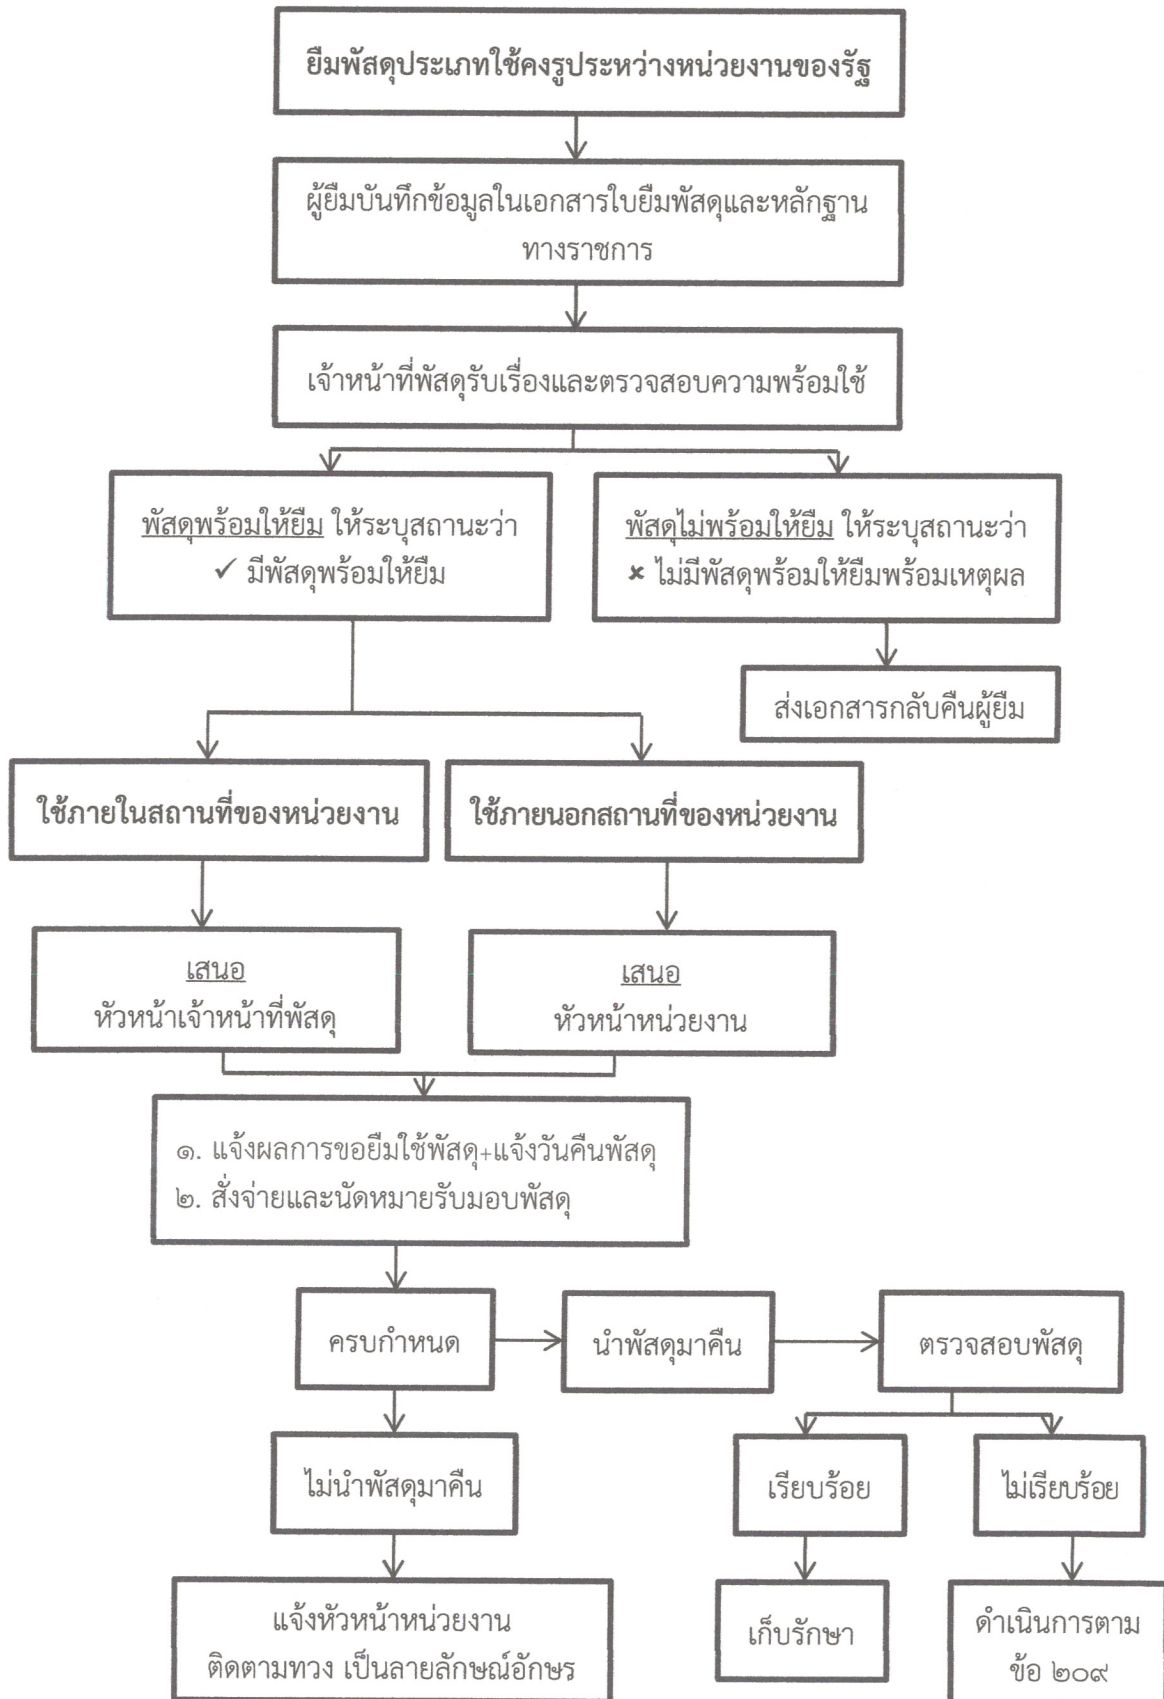 ยืมพัสดุประเภทใช้คงรูประหว่างหน่วยงานของรัฐ
ผู้ยืมบันทึกข้อมูลในเอกสารใบยืมพัสดุและหลักฐาน
ทางราชการ
เจ้าหน้าที่พัสดุรับเรื่องและตรวจสอบความพร้อมใช้
พัสดุพร้อมให้ยืม ให้ระบุสถานะว่า
✓ มีพัสดุพร้อมให้ยืม
พัสดุไม่พร้อมให้ยืม ให้ระบุสถานะว่า
✘ ไม่มีพัสดุพร้อมให้ยืมพร้อมเหตุผล
ส่งเอกสารกลับคืนผู้ยืม
ใช้ภายในสถานที่ของหน่วยงาน
ใช้ภายนอกสถานที่ของหน่วยงาน
เสนอ
หัวหน้าเจ้าหน้าที่พัสดุ
เสนอ
หัวหน้าหน่วยงาน
๑. แจ้งผลการขอยืมใช้พัสดุ+แจ้งวันคืนพัสดุ
๒. สั่งจ่ายและนัดหมายรับมอบพัสดุ
ครบกำหนด
นำพัสดุมาคืน
ตรวจสอบพัสดุ
ไม่นำพัสดุมาคืน
เรียบร้อย
ไม่เรียบร้อย
แจ้งหัวหน้าหน่วยงาน
ติดตามทวง เป็นลายลักษณ์อักษร
เก็บรักษา
ดำเนินการตาม
ข้อ ๒๐๙